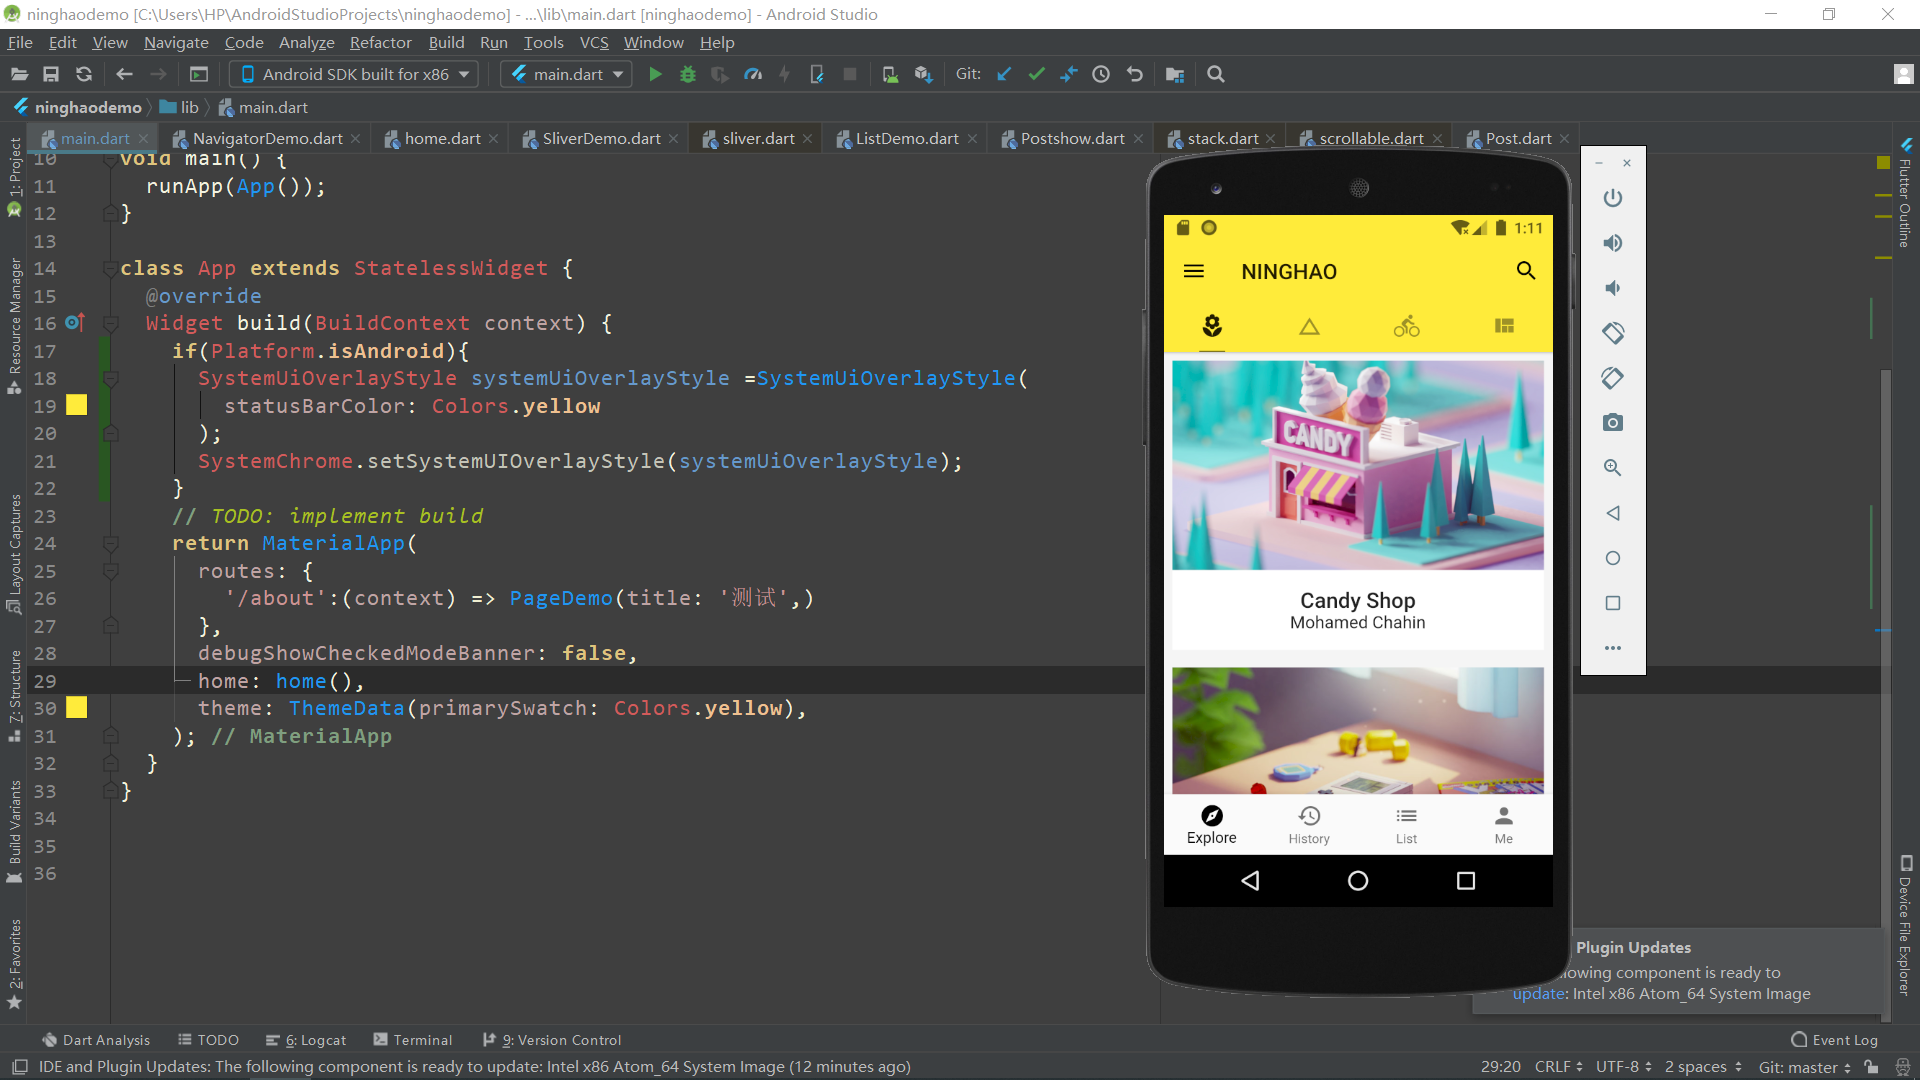 ninghaodemo [C:\Users\HP\AndroidStudioProjects\ninghaodemo] - ...\lib\main.dart [ninghaodemo] - Android Studio
File Edit View Navigate Code Analyze Refactor Build Run Tools VCS Window Help
Android SDK built for x86 main.dart Git:
ninghaodemo lib main.dart
main.dart NavigatorDemo.dart home.dart SliverDemo.dart sliver.dart ListDemo.dart Postshow.dart stack.dart scrollable.dart Post.dart
1: Project
Resource Manager
Layout Captures
7: Structure
Build Variants
2: Favorites
10 void main() {
11 runApp(App());
12 }
13
14 class App extends StatelessWidget {
15 @override
16 Widget build(BuildContext context) {
17 if(Platform.isAndroid){
18 SystemUiOverlayStyle systemUiOverlayStyle =SystemUiOverlayStyle(
19 statusBarColor: Colors.yellow
20 );
21 SystemChrome.setSystemUIOverlayStyle(systemUiOverlayStyle);
22 }
23 // TODO: implement build
24 return MaterialApp(
25 routes: {
26 '/about':(context) => PageDemo(title: '测试',)
27 },
28 debugShowCheckedModeBanner: false,
29 home: home(),
30 theme: ThemeData(primarySwatch: Colors.yellow),
31 ); // MaterialApp
32 }
33 }
34
35
36
1:11
NINGHAO
CANDY
Candy Shop
Mohamed Chahin
Explore History List Me
Flutter Outline
Device File Explorer
Plugin Updates
lowing component is ready to
update: Intel x86 Atom_64 System Image
Dart Analysis TODO 6: Logcat Terminal 9: Version Control Event Log
IDE and Plugin Updates: The following component is ready to update: Intel x86 Atom_64 System Image (12 minutes ago) 29:20 CRLF UTF-8 2 spaces Git: master